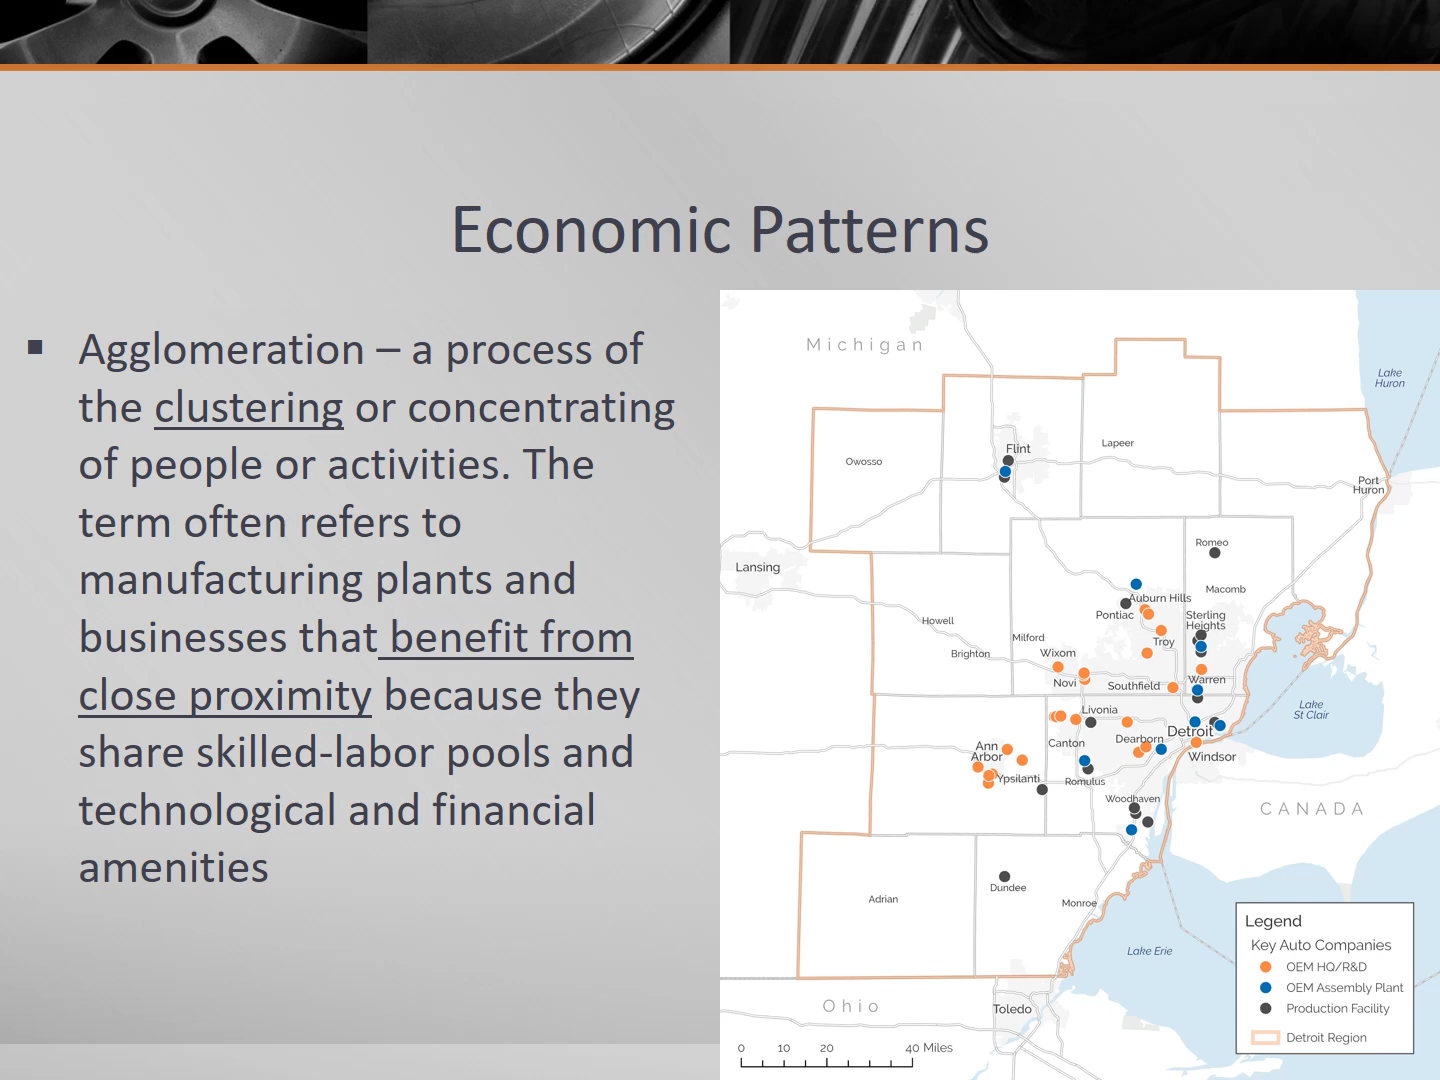 Economic Patterns
▪ Agglomeration – a process of
the clustering or concentrating
of people or activities. The
term often refers to
manufacturing plants and
businesses that benefit from
close proximity because they
share skilled-labor pools and
technological and financial
amenities
Michigan
Lake
Huron
Flint
Lapeer
Owosso
Port
Huron
Romeo
Lansing
Macomb
Auburn Hills
Pontiac
Sterling
Heights
Howell
Milford
Troy
Brighton
Wixom
Novi
Southfield
Warren
Lake
St Clair
Livonia
Detroit
Canton
Dearborn
Ann
Arbor
Windsor
Ypsilanti
Romulus
Woodhaven
CANADA
Dundee
Adrian
Monroe
Lake Erie
Ohio
Toledo
Legend
Key Auto Companies
OEM HQ/R&D
OEM Assembly Plant
Production Facility
Detroit Region
0 10 20 40 Miles